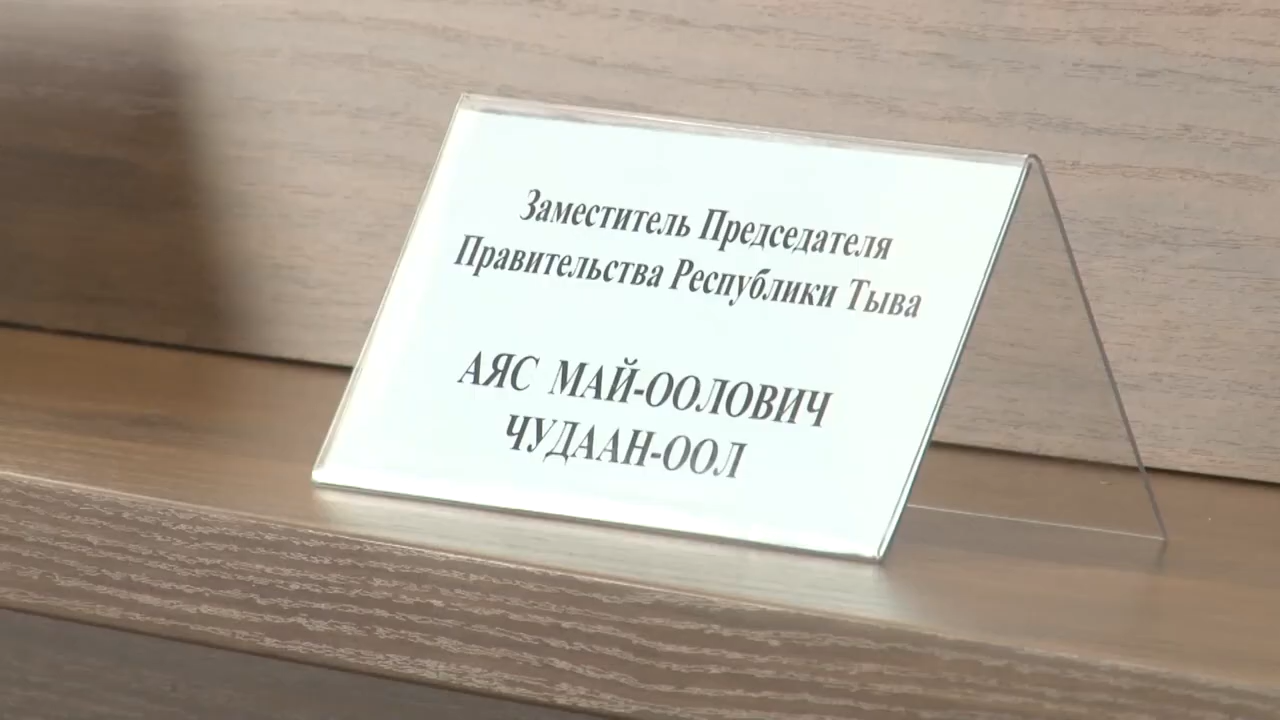 Заместитель Председателя
Правительства Республики Тыва
АЯС МАЙ-ООЛОВИЧ
ЧУДААН-ООЛ